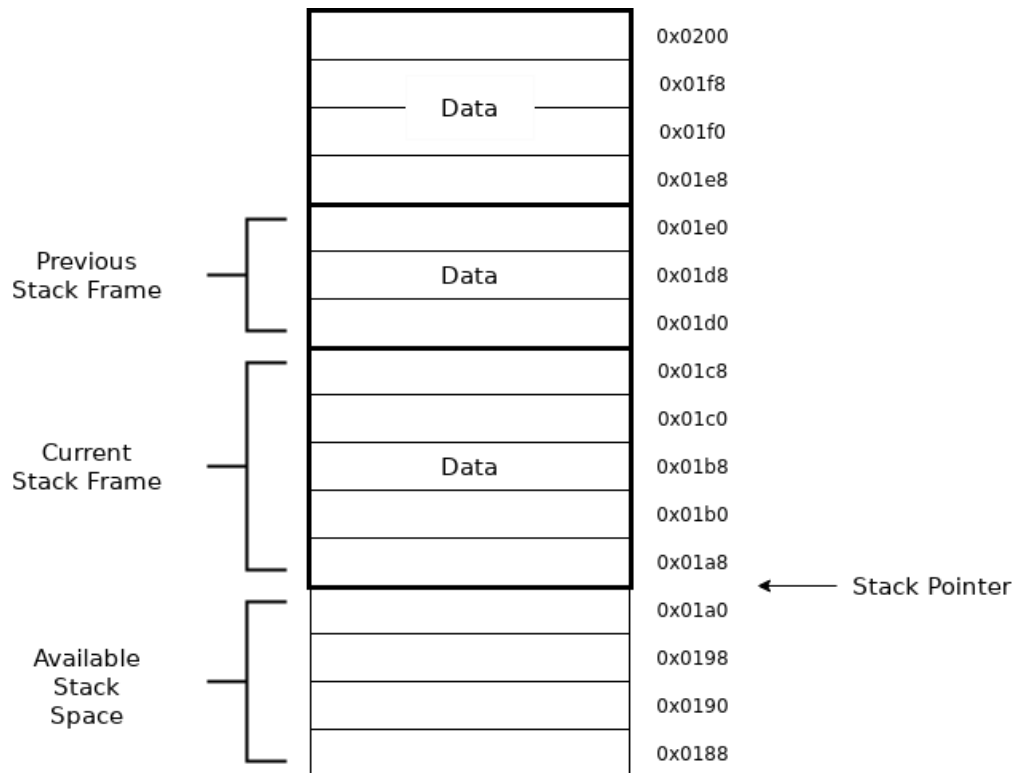 0x0200
0x01f8
Data
0x01f0
0x01e8
0x01e0
Previous
Stack Frame
Data
0x01d8
0x01d0
0x01c8
0x01c0
Current
Stack Frame
Data
0x01b8
0x01b0
0x01a8
Stack Pointer
0x01a0
Available
Stack
Space
0x0198
0x0190
0x0188